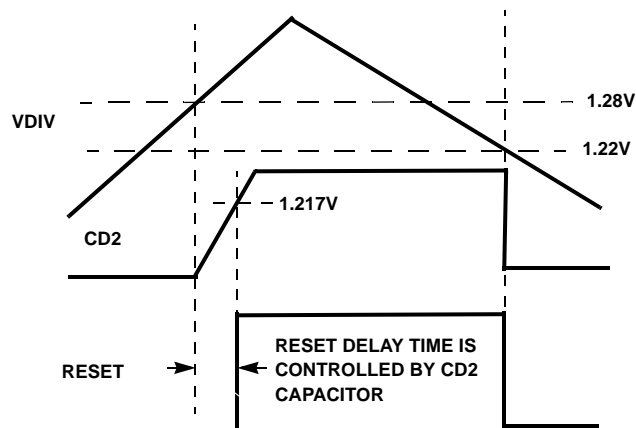 1.28V
VDIV
1.22V
1.217V
CD2
RESET
RESET DELAY TIME IS
CONTROLLED BY CD2
CAPACITOR